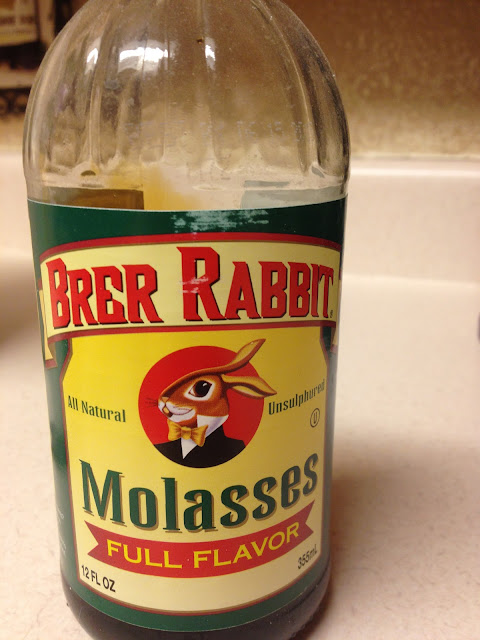 BRER RABBIT®
All Natural
Unsulphured
U
Molasses
FULL FLAVOR
12 FL OZ
355mL